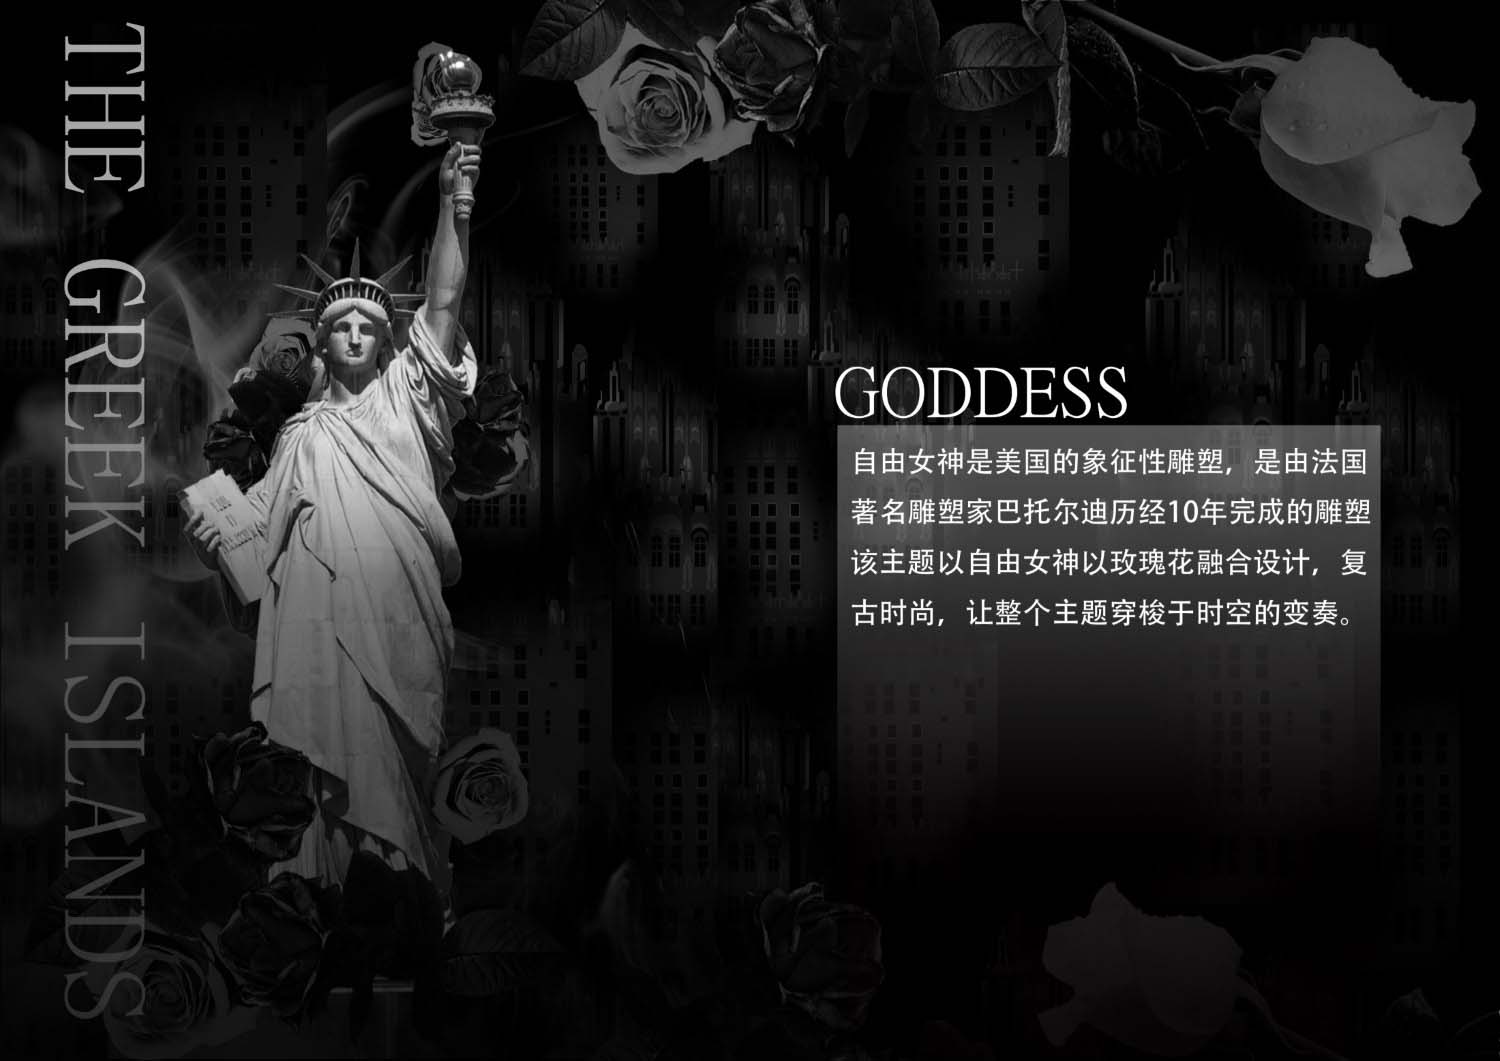 THE GREEK ISLANDS
GODDESS
自由女神是美国的象征性雕塑，是由法国
著名雕塑家巴托尔迪历经10年完成的雕塑
该主题以自由女神以玫瑰花融合设计，复
古时尚，让整个主题穿梭于时空的变奏。